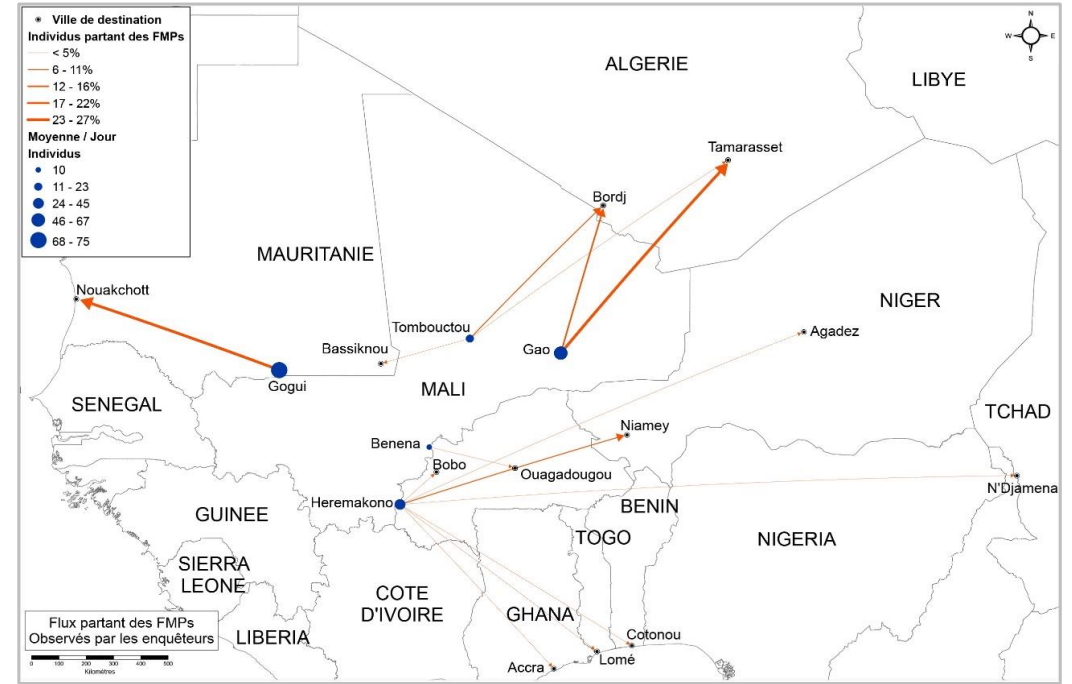 Ville de destination
Individus partant des FMPs
< 5%
6 - 11%
12 - 16%
17 - 22%
23 - 27%
Moyenne / Jour
Individus
10
11 - 23
24 - 45
46 - 67
68 - 75
N
W E
S
ALGERIE
LIBYE
Tamarasset
Bordj
MAURITANIE
Nouakchott
NIGER
Tombouctou
Agadez
Bassiknou
Gao
Gogui
MALI
SENEGAL
TCHAD
Niamey
Benena
Bobo
Ouagadougou
N'Djamena
Heremakono
BENIN
GUINEE
TOGO
NIGERIA
SIERRA
LEONE
COTE
D'IVOIRE
GHANA
Flux partant des FMPs
Observés par les enquêteurs
LIBERIA
Cotonou
Lomé
Accra
0 100 200 300 400 500
Kilomètres